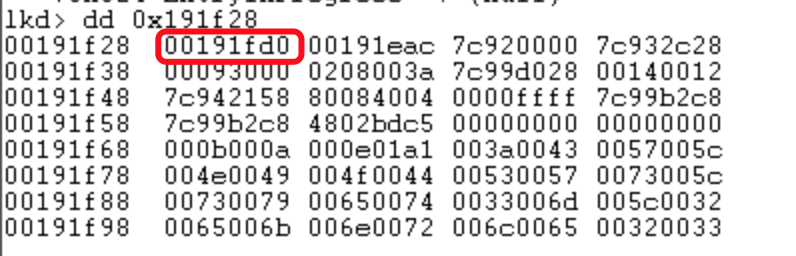 lkd> dd 0x191f28
00191f28 00191fd0 00191eac 7c920000 7c932c28
00191f38 00093000 0208003a 7c99d028 00140012
00191f48 7c942158 80084004 0000ffff 7c99b2c8
00191f58 7c99b2c8 4802bdc5 00000000 00000000
00191f68 000b000a 000e01a1 003a0043 0057005c
00191f78 004e0049 004f0044 00530057 0073005c
00191f88 00730079 00650074 0033006d 005c0032
00191f98 0065006b 006e0072 006c0065 00320033